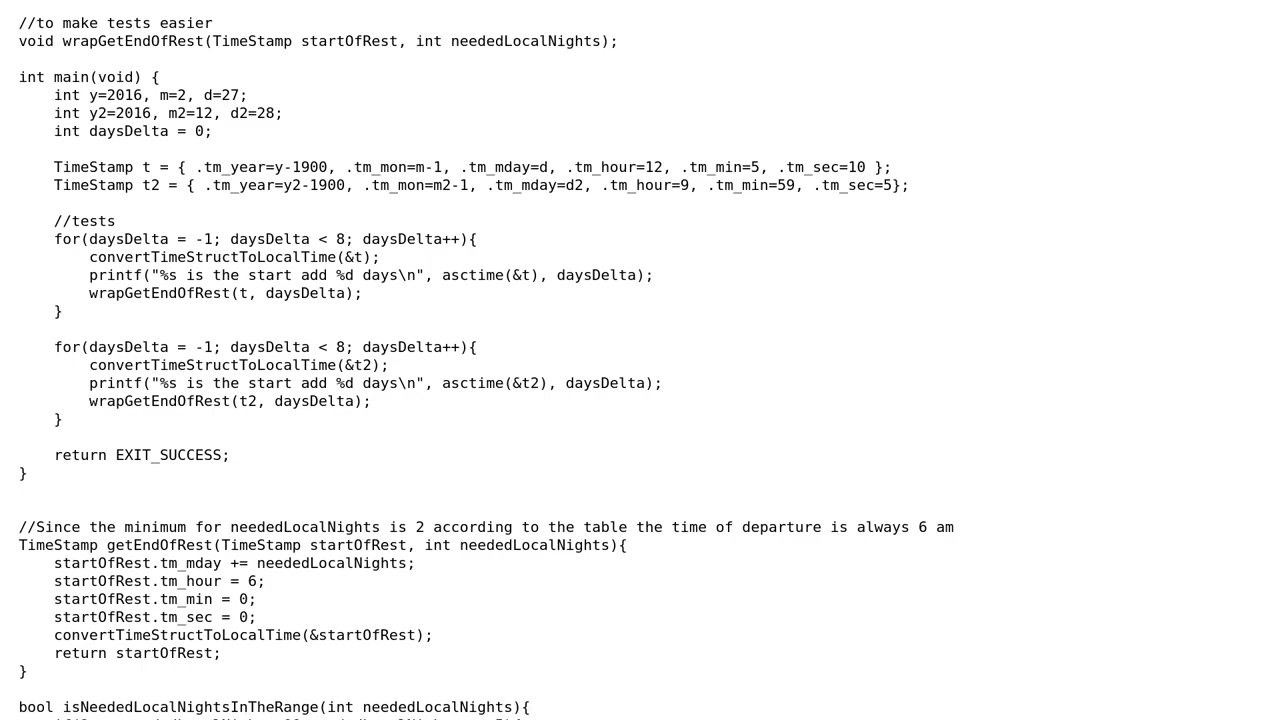 //to make tests easier
void wrapGetEndOfRest(TimeStamp startOfRest, int neededLocalNights);

int main(void) {
    int y=2016, m=2, d=27;
    int y2=2016, m2=12, d2=28;
    int daysDelta = 0;

    TimeStamp t = { .tm_year=y-1900, .tm_mon=m-1, .tm_mday=d, .tm_hour=12, .tm_min=5, .tm_sec=10 };
    TimeStamp t2 = { .tm_year=y2-1900, .tm_mon=m2-1, .tm_mday=d2, .tm_hour=9, .tm_min=59, .tm_sec=5};

    //tests
    for(daysDelta = -1; daysDelta < 8; daysDelta++){
        convertTimeStructToLocalTime(&t);
        printf("%s is the start add %d days\n", asctime(&t), daysDelta);
        wrapGetEndOfRest(t, daysDelta);
    }

    for(daysDelta = -1; daysDelta < 8; daysDelta++){
        convertTimeStructToLocalTime(&t2);
        printf("%s is the start add %d days\n", asctime(&t2), daysDelta);
        wrapGetEndOfRest(t2, daysDelta);
    }

    return EXIT_SUCCESS;
}


//Since the minimum for neededLocalNights is 2 according to the table the time of departure is always 6 am
TimeStamp getEndOfRest(TimeStamp startOfRest, int neededLocalNights){
    startOfRest.tm_mday += neededLocalNights;
    startOfRest.tm_hour = 6;
    startOfRest.tm_min = 0;
    startOfRest.tm_sec = 0;
    convertTimeStructToLocalTime(&startOfRest);
    return startOfRest;
}

bool isNeededLocalNightsInTheRange(int neededLocalNights){